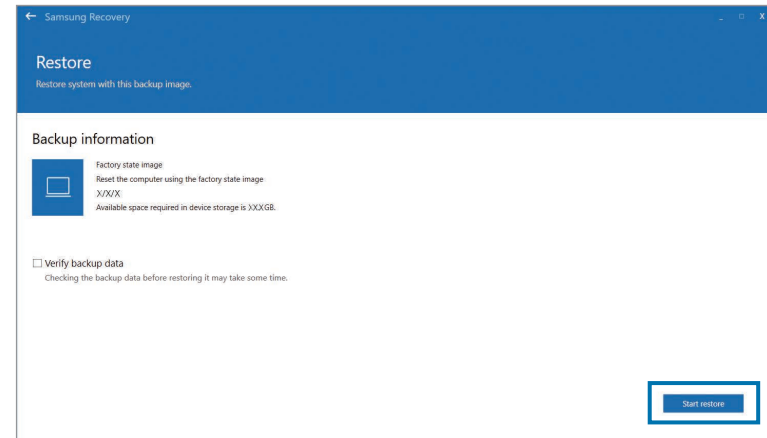 Samsung Recovery
Restore
Restore system with this backup image.
Backup information
Factory state image
Reset the computer using the factory state image
X/X/X
Available space required in device storage is XXXGB.
Verify backup data
Checking the backup data before restoring it may take some time.
Start restore